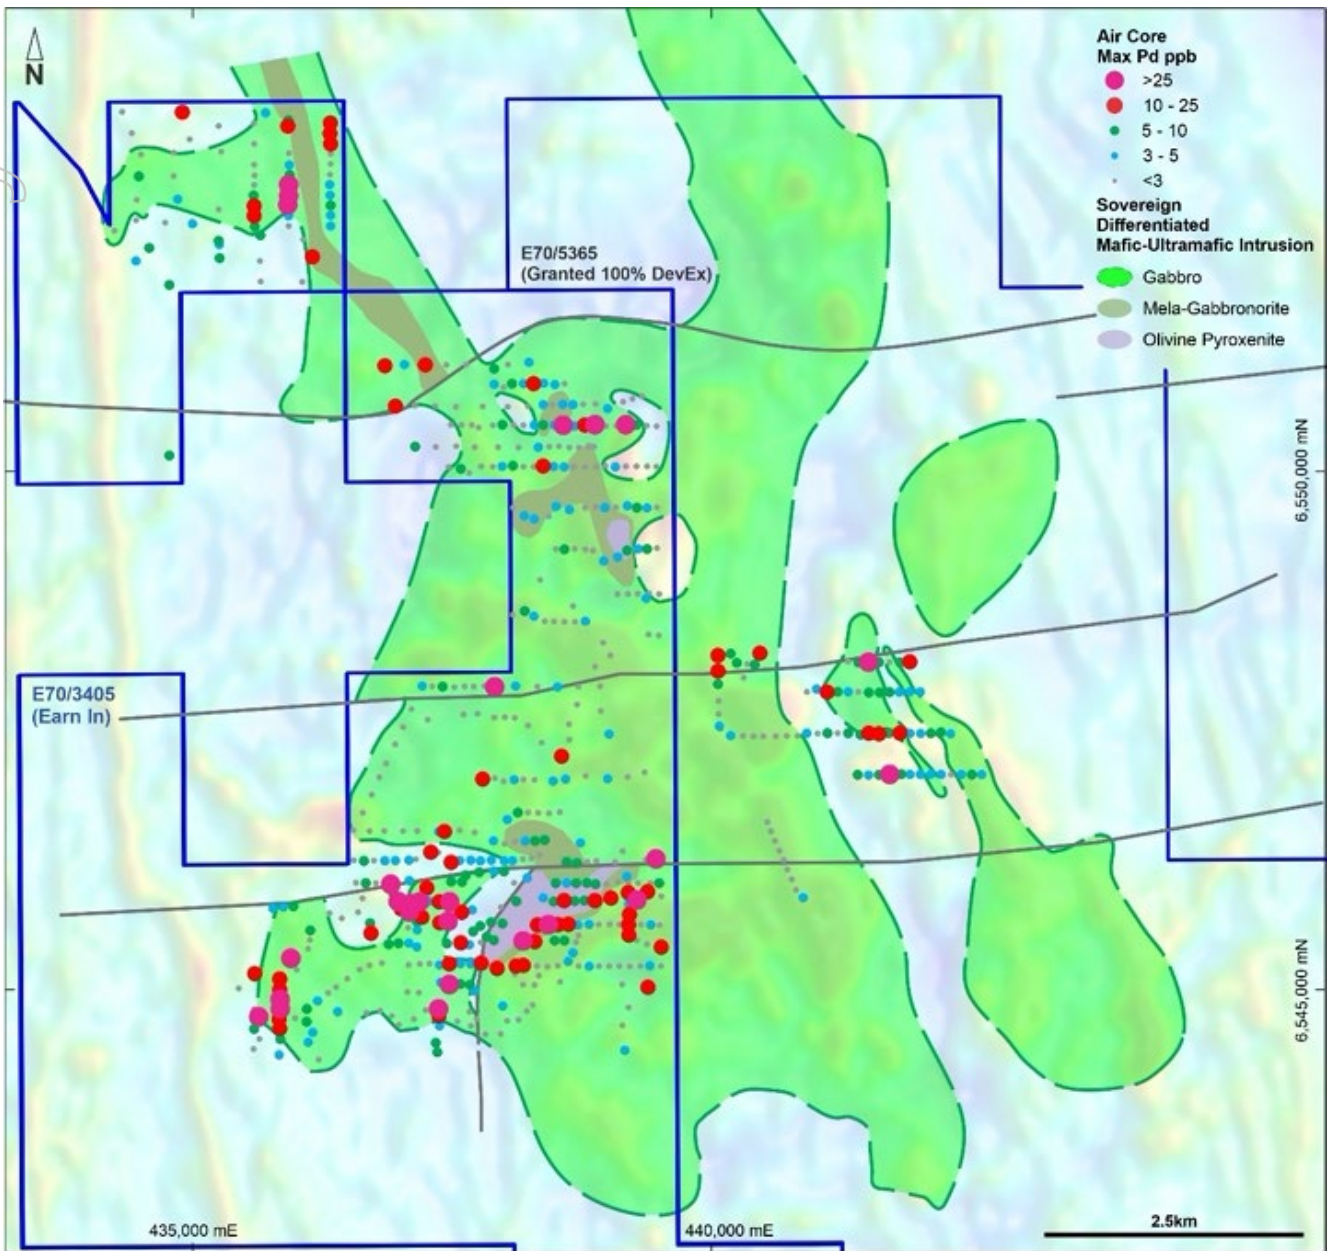 N
Air Core
Max Pd ppb
>25
10 - 25
5 - 10
3 - 5
<3
Sovereign
Differentiated
Mafic-Ultramafic Intrusion
Gabbro
Mela-Gabbronorite
Olivine Pyroxenite
E70/5365
(Granted 100% DevEx)
6,550,000 mN
E70/3405
(Earn In)
6,545,000 mN
435,000 mE
440,000 mE
2.5km